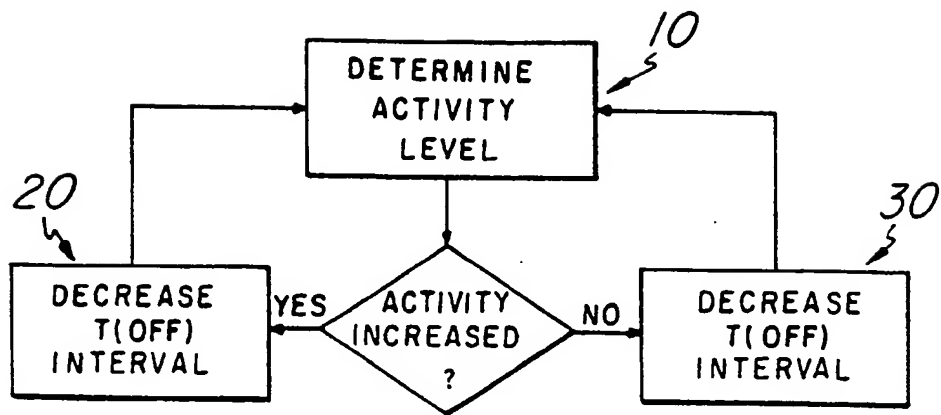 10
DETERMINE
ACTIVITY
LEVEL
20
30
DECREASE
T(OFF)
INTERVAL
YES
ACTIVITY
INCREASED
?
NO
DECREASE
T(OFF)
INTERVAL